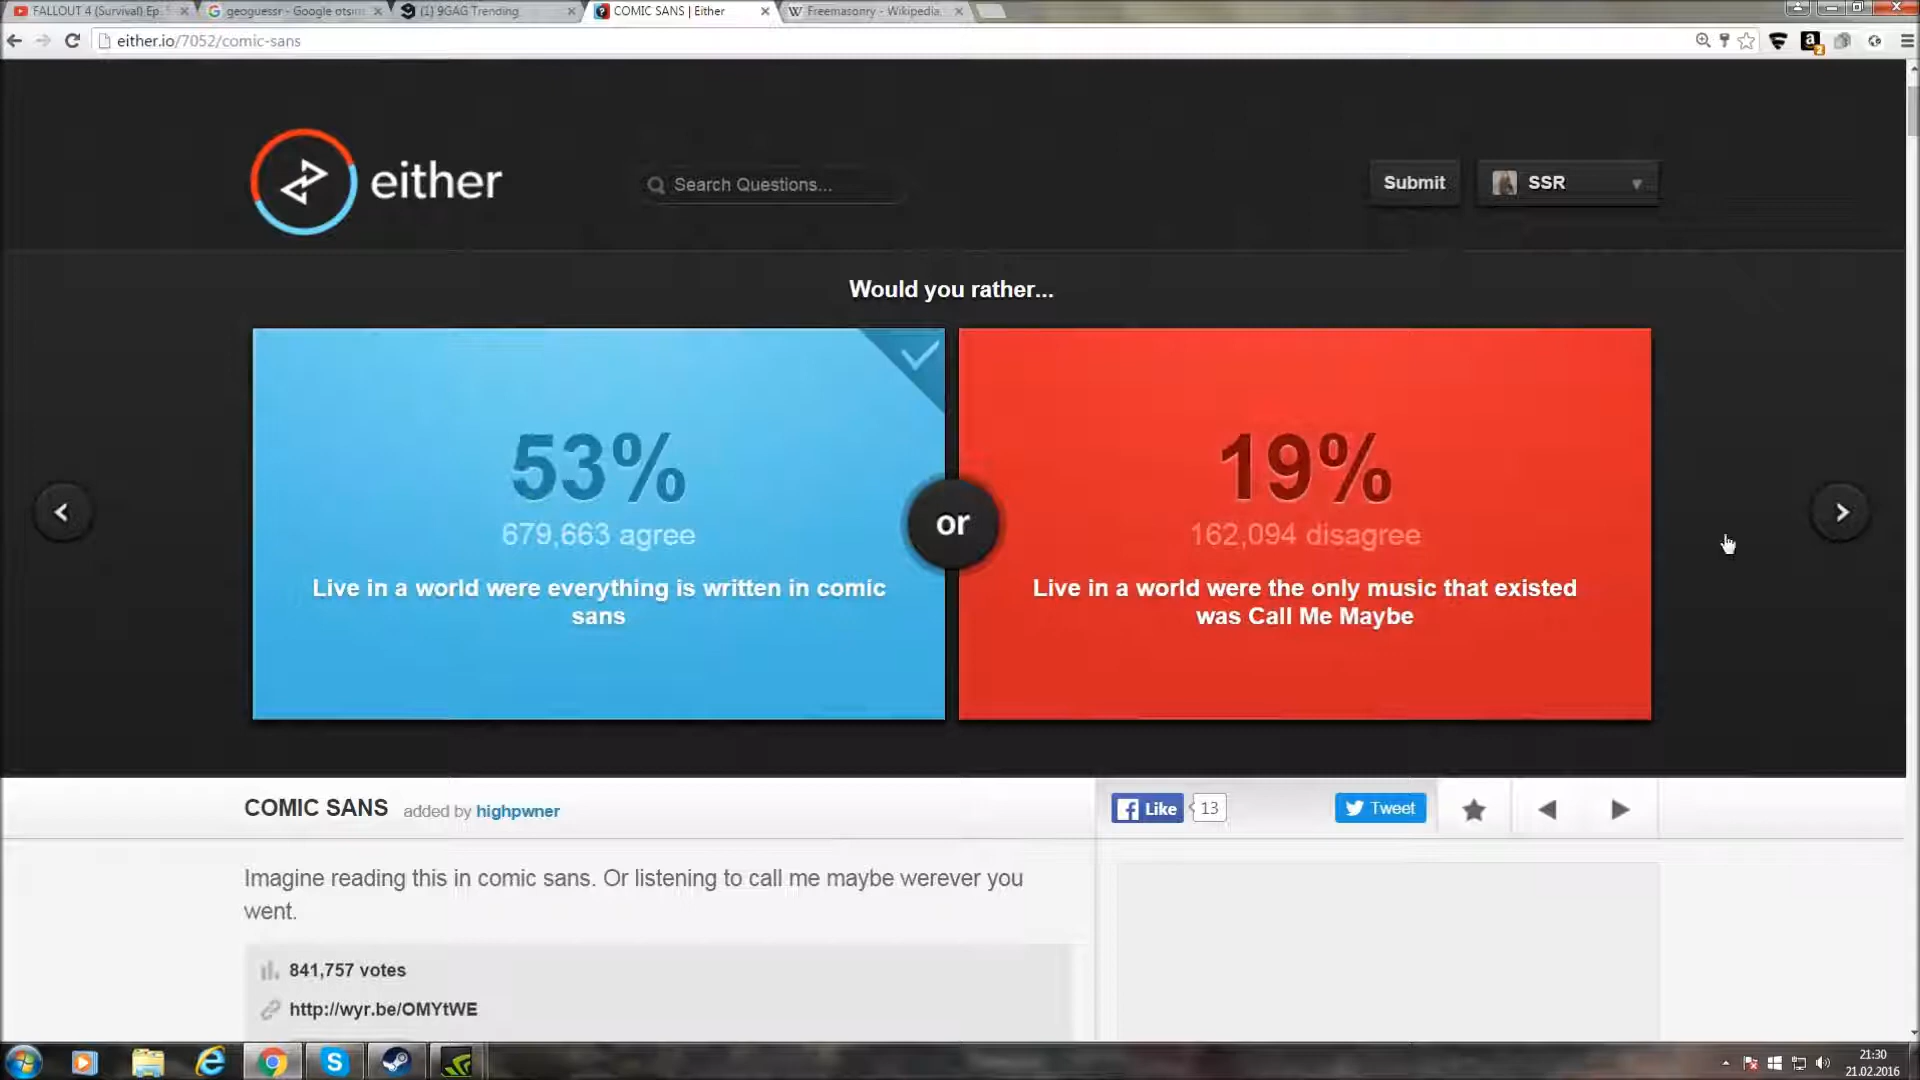 FALLOUT 4 (Survival) Ep.
geoguessr - Google otsin
(1) 9GAG Trending
COMIC SANS | Either
Freemasonry - Wikipedia,
either.io/7052/comic-sans
either
Search Questions...
Submit
SSR
Would you rather...
53%
679,663 agree
Live in a world were everything is written in comic
sans
or
19%
162,094 disagree
Live in a world were the only music that existed
was Call Me Maybe
COMIC SANS added by highpwner
Like 13
Tweet
Imagine reading this in comic sans. Or listening to call me maybe werever you
went.
841,757 votes
http://wyr.be/OMYtWE
21:30
21.02.2016